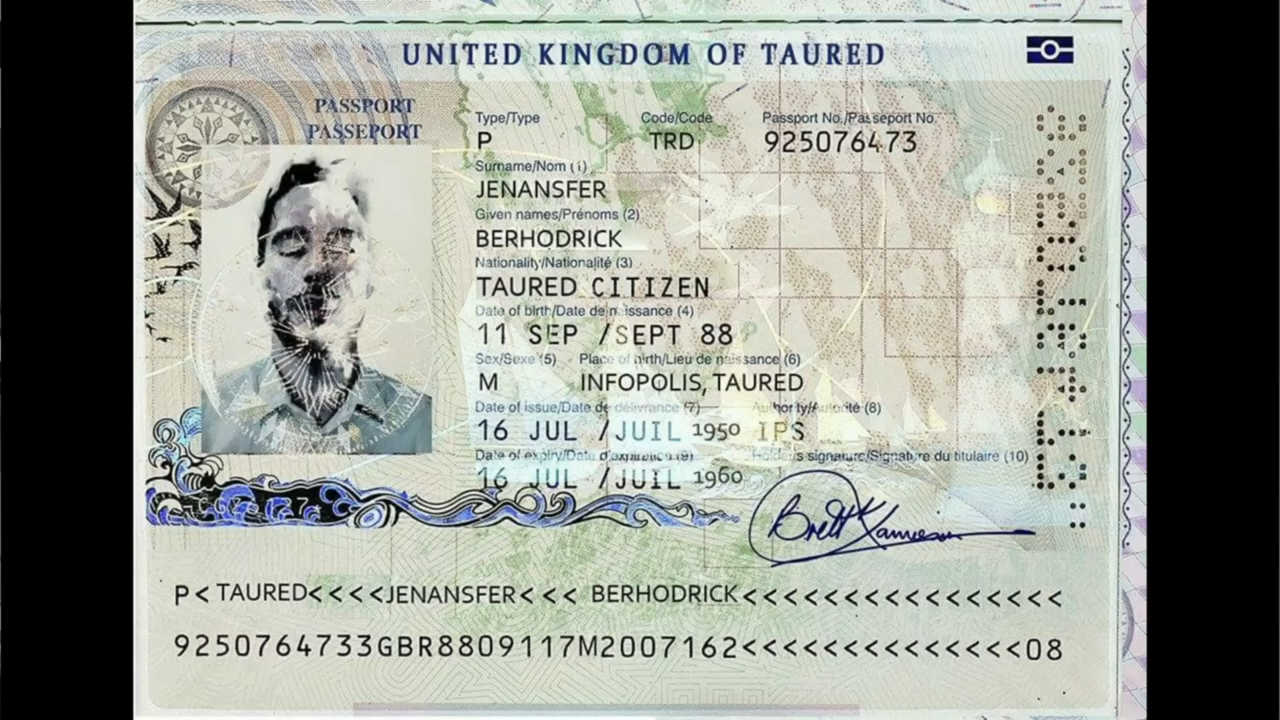 UNITED KINGDOM OF TAURED
PASSPORT
PASSEPORT
Type/Type Code/Code Passport No./Passeport No.
P TRD 925076473
Surname/Nom (1)
JENANSFER
Given names/Prénoms (2)
BERHODRICK
Nationality/Nationalité (3)
TAURED CITIZEN
Date of birth/Date de naissance (4)
11 SEP /SEPT 88
Sex/Sexe (5) Place of birth/Lieu de naissance (6)
M INFOPOLIS, TAURED
Date of issue/Date de délivrance (7) Authority/Autorité (8)
16 JUL /JUIL 1950 IPS
Date of expiry/Date d'expiration (9) Holder's signature/Signature du titulaire (10)
16 JUL /JUIL 1960
Brett
P< TAURED<<<<JENANSFER< << BERHODRICK<<<<<<<<<<<<<<<<
9250764733GBR8809117M2007162<<<<<<<<<<<<<<08